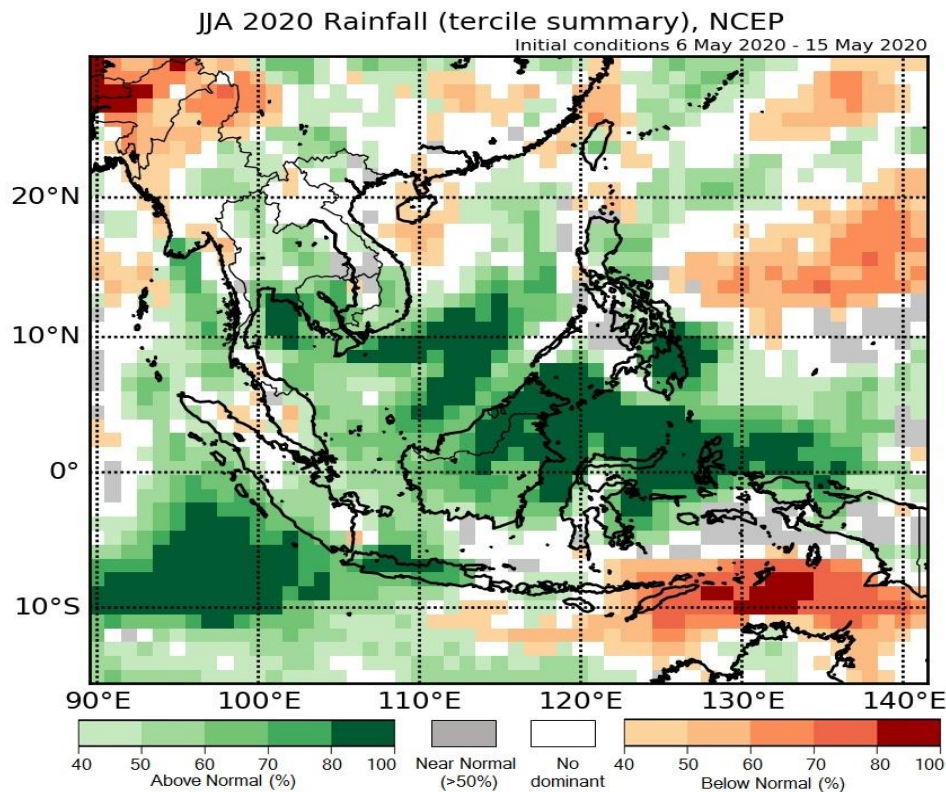 JJA 2020 Rainfall (tercile summary), NCEP
Initial conditions 6 May 2020 - 15 May 2020
20°N
10°N
0°
10°S
90°E 100°E 110°E 120°E 130°E 140°E
40 50 60 70 80 100
Above Normal (%)
Near Normal
(>50%)
No
dominant
40 50 60 70 80 100
Below Normal (%)